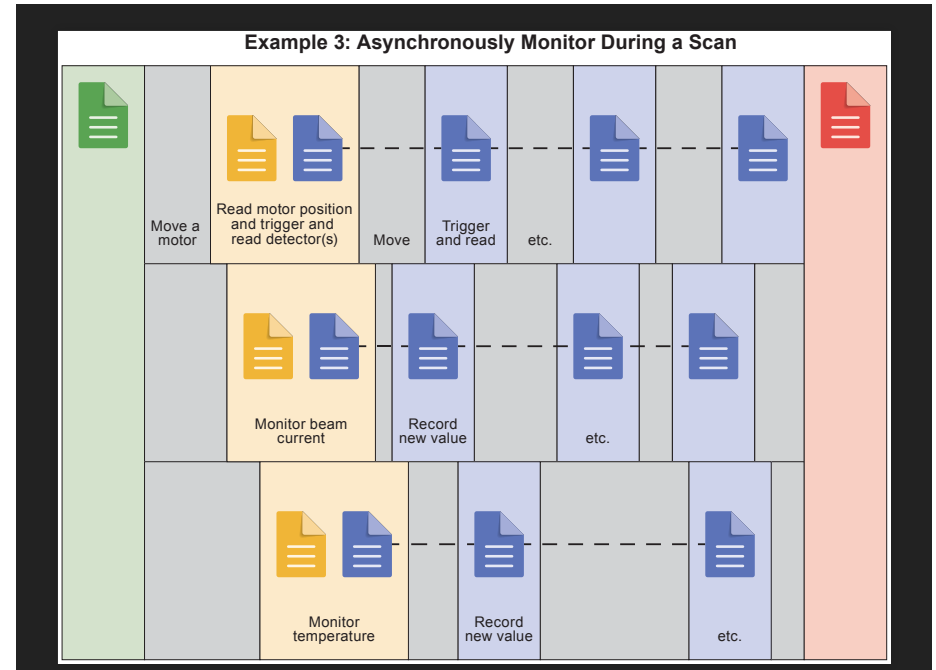 Example 3: Asynchronously Monitor During a Scan
Move a
motor
Read motor position
and trigger and
read detector(s)
Move
Trigger
and read
etc.
Monitor beam
current
Record
new value
etc.
Monitor
temperature
Record
new value
etc.